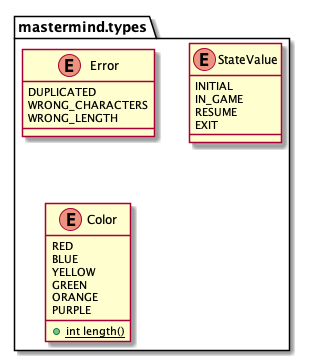 mastermind.types
E Error
DUPLICATED
WRONG_CHARACTERS
WRONG_LENGTH
E StateValue
INITIAL
IN_GAME
RESUME
EXIT
E Color
RED
BLUE
YELLOW
GREEN
ORANGE
PURPLE
int length()